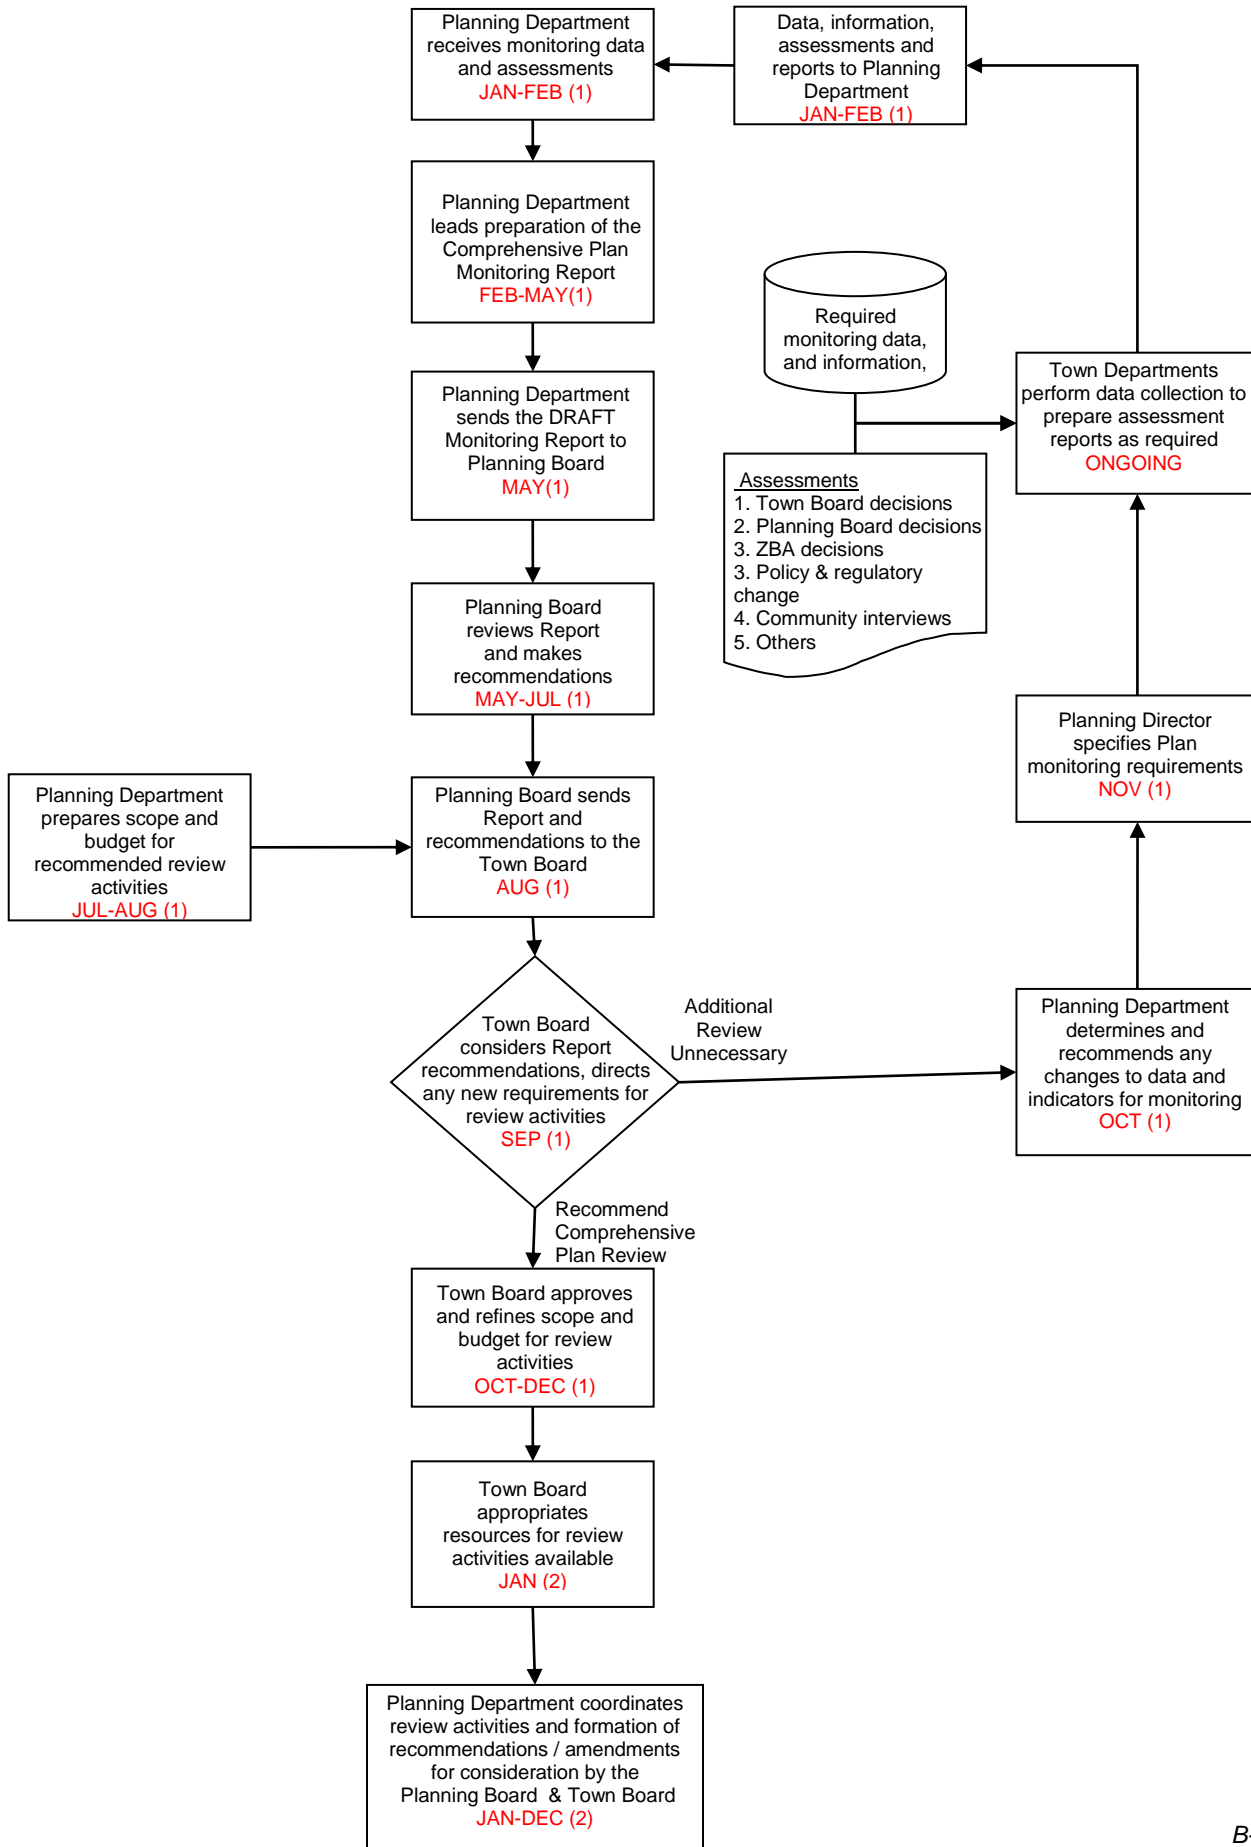 Planning Department
receives monitoring data
and assessments
JAN-FEB (1)
Data, information,
assessments and
reports to Planning
Department
JAN-FEB (1)
Planning Department
leads preparation of the
Comprehensive Plan
Monitoring Report
FEB-MAY(1)
Required
monitoring data,
and information,
Town Departments
perform data collection to
prepare assessment
reports as required
ONGOING
Planning Department
sends the DRAFT
Monitoring Report to
Planning Board
MAY(1)
Assessments
1. Town Board decisions
2. Planning Board decisions
3. ZBA decisions
3. Policy & regulatory
change
4. Community interviews
5. Others
Planning Board
reviews Report
and makes
recommendations
MAY-JUL (1)
Planning Director
specifies Plan
monitoring requirements
NOV (1)
Planning Department
prepares scope and
budget for
recommended review
activities
JUL-AUG (1)
Planning Board sends
Report and
recommendations to the
Town Board
AUG (1)
Town Board
considers Report
recommendations, directs
any new requirements for
review activities
SEP (1)
Additional
Review
Unnecessary
Planning Department
determines and
recommends any
changes to data and
indicators for monitoring
OCT (1)
Recommend
Comprehensive
Plan Review
Town Board approves
and refines scope and
budget for review
activities
OCT-DEC (1)
Town Board
appropriates
resources for review
activities available
JAN (2)
Planning Department coordinates
review activities and formation of
recommendations / amendments
for consideration by the
Planning Board & Town Board
JAN-DEC (2)
B-